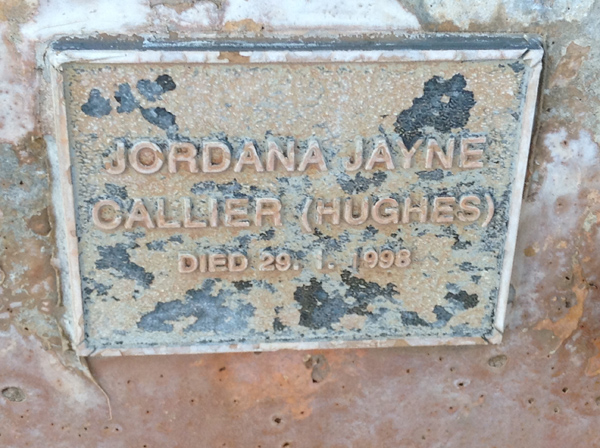 JORDANA JAYNE
CALLIER (HUGHES)
DIED 29. 1. 1998